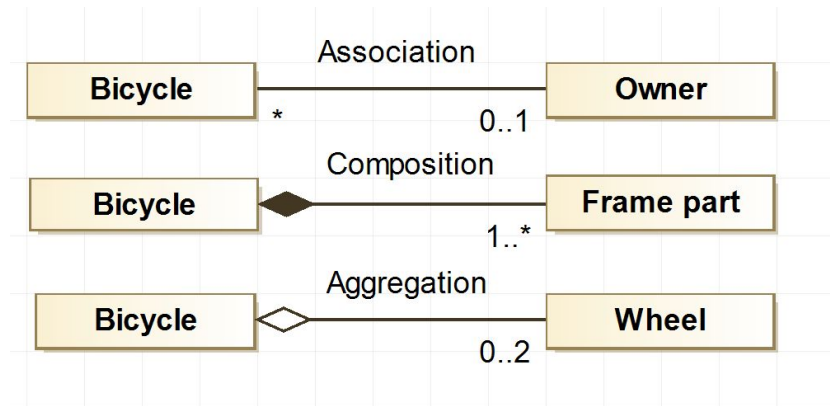 Association
Bicycle Owner
* 0..1
Composition
Bicycle Frame part
1..*
Aggregation
Bicycle Wheel
0..2